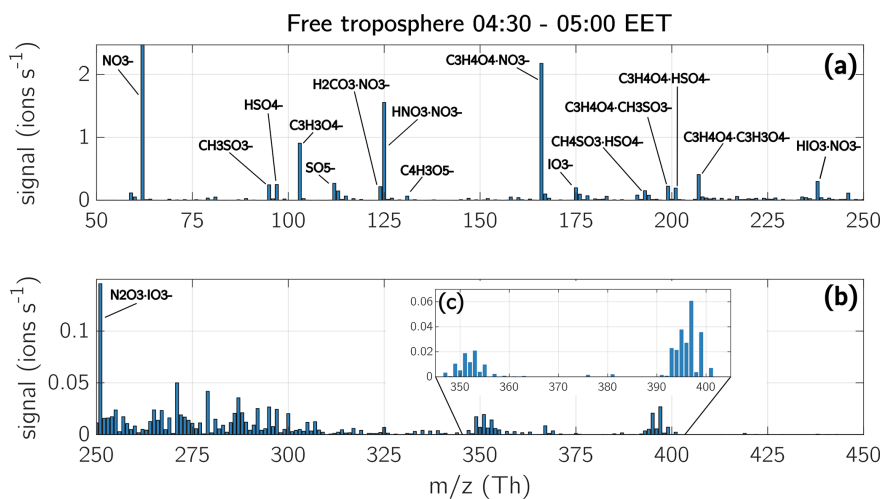 Free troposphere 04:30 - 05:00 EET
(a)
signal (ions s⁻¹)
2
1
0
NO3-
CH3SO3-
HSO4-
C3H3O4-
SO5-
H2CO3·NO3-
HNO3·NO3-
C4H3O5-
C3H4O4·NO3-
IO3-
CH4SO3·HSO4-
C3H4O4·CH3SO3-
C3H4O4·HSO4-
C3H4O4·C3H3O4-
HIO3·NO3-
50 75 100 125 150 175 200 225 250
(b)
signal (ions s⁻¹)
0.1
0.05
0
N2O3·IO3-
(c)
0.06
0.04
0.02
0.00
350 360 370 380 390 400
250 275 300 325 350 375 400 425 450
m/z (Th)